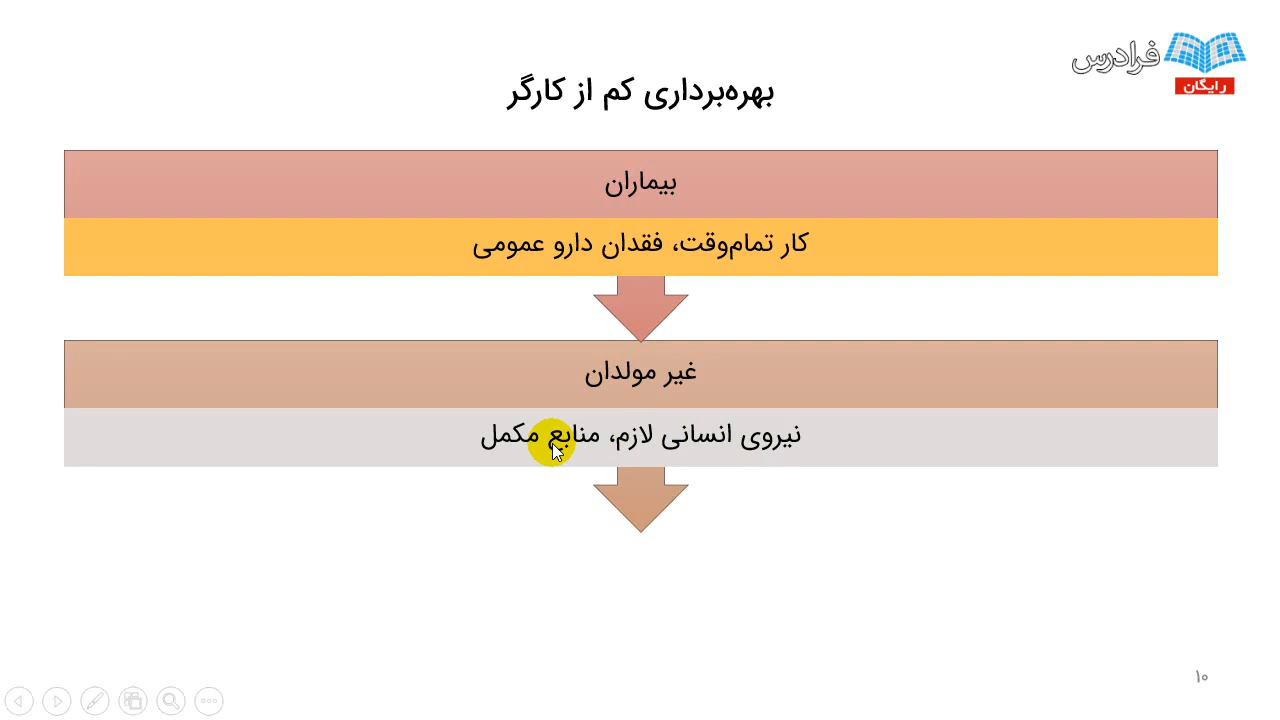 فرادرس
رایگان
بهره‌برداری کم از کارگر
بیماران
کار تمام‌وقت، فقدان دارو عمومی
غیر مولدان
نیروی انسانی لازم، منابع مکمل
۱۰